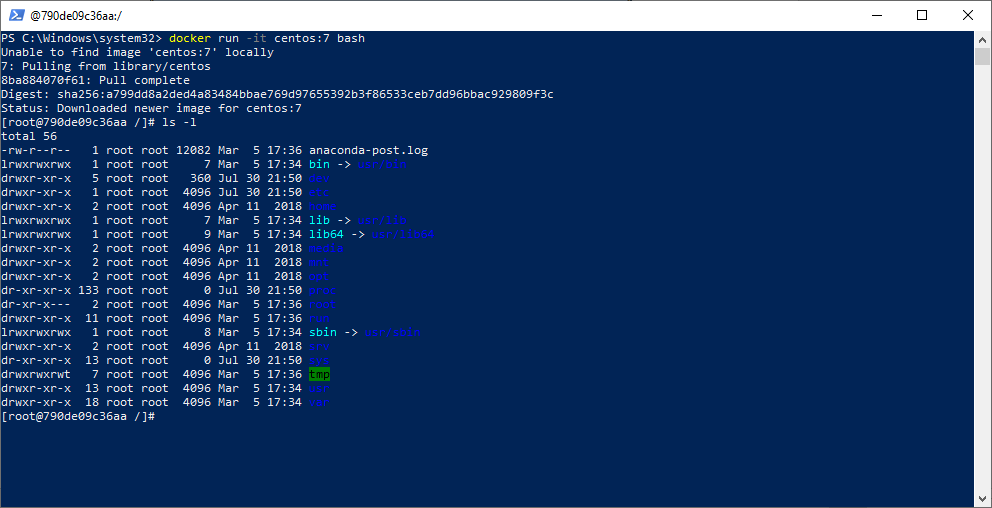 @790de09c36aa:/
PS C:\Windows\system32> docker run -it centos:7 bash
Unable to find image 'centos:7' locally
7: Pulling from library/centos
8ba884070f61: Pull complete
Digest: sha256:a799dd8a2ded4a83484bbae769d97655392b3f86533ceb7dd96bbac929809f3c
Status: Downloaded newer image for centos:7
[root@790de09c36aa /]# ls -l
total 56
-rw-r--r--   1 root root 12082 Mar  5 17:36 anaconda-post.log
lrwxrwxrwx   1 root root     7 Mar  5 17:34 bin -> usr/bin
drwxr-xr-x   5 root root   360 Jul 30 21:50 dev
drwxr-xr-x   1 root root  4096 Jul 30 21:50 etc
drwxr-xr-x   2 root root  4096 Apr 11  2018 home
lrwxrwxrwx   1 root root     7 Mar  5 17:34 lib -> usr/lib
lrwxrwxrwx   1 root root     9 Mar  5 17:34 lib64 -> usr/lib64
drwxr-xr-x   2 root root  4096 Apr 11  2018 media
drwxr-xr-x   2 root root  4096 Apr 11  2018 mnt
drwxr-xr-x   2 root root  4096 Apr 11  2018 opt
dr-xr-xr-x 133 root root     0 Jul 30 21:50 proc
dr-xr-x---   2 root root  4096 Mar  5 17:36 root
drwxr-xr-x  11 root root  4096 Mar  5 17:36 run
lrwxrwxrwx   1 root root     8 Mar  5 17:34 sbin -> usr/sbin
drwxr-xr-x   2 root root  4096 Apr 11  2018 srv
dr-xr-xr-x  13 root root     0 Jul 30 21:50 sys
drwxrwxrwt   7 root root  4096 Mar  5 17:36 tmp
drwxr-xr-x  13 root root  4096 Mar  5 17:34 usr
drwxr-xr-x  18 root root  4096 Mar  5 17:34 var
[root@790de09c36aa /]#